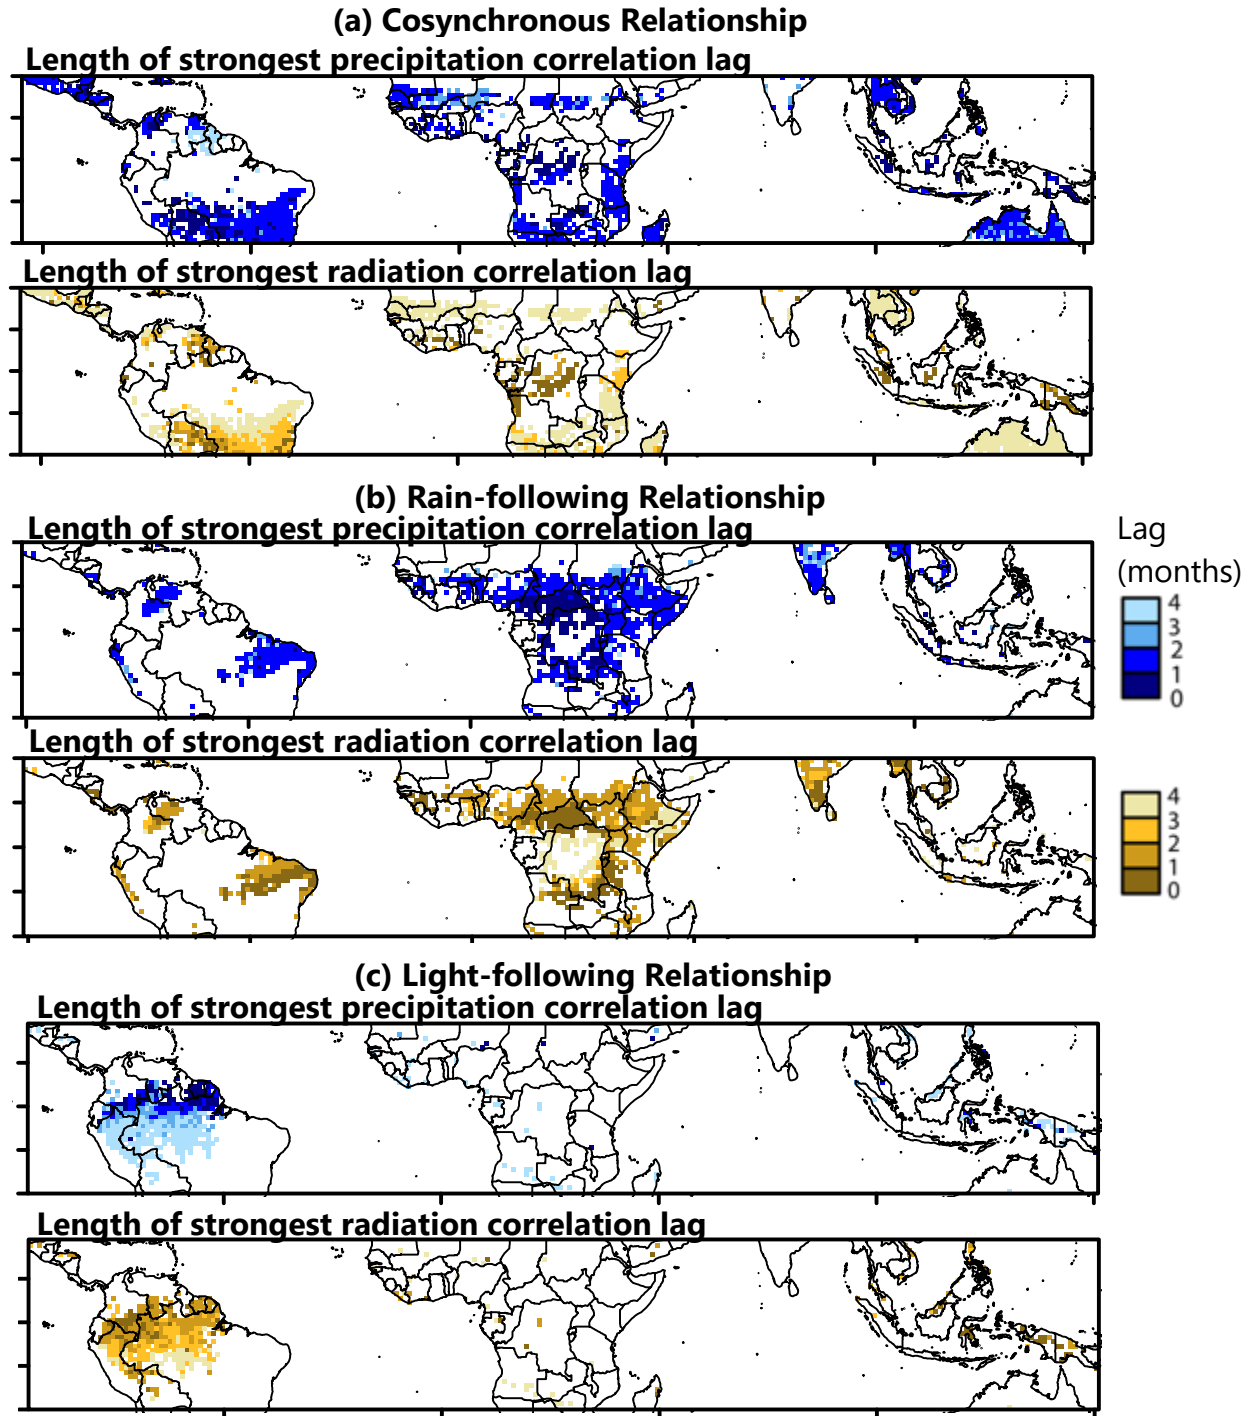 (a) Cosynchronous Relationship
Length of strongest precipitation correlation lag
Length of strongest radiation correlation lag
(b) Rain-following Relationship
Length of strongest precipitation correlation lag
Lag
(months)
4
3
2
1
0
Length of strongest radiation correlation lag
4
3
2
1
0
(c) Light-following Relationship
Length of strongest precipitation correlation lag
Length of strongest radiation correlation lag